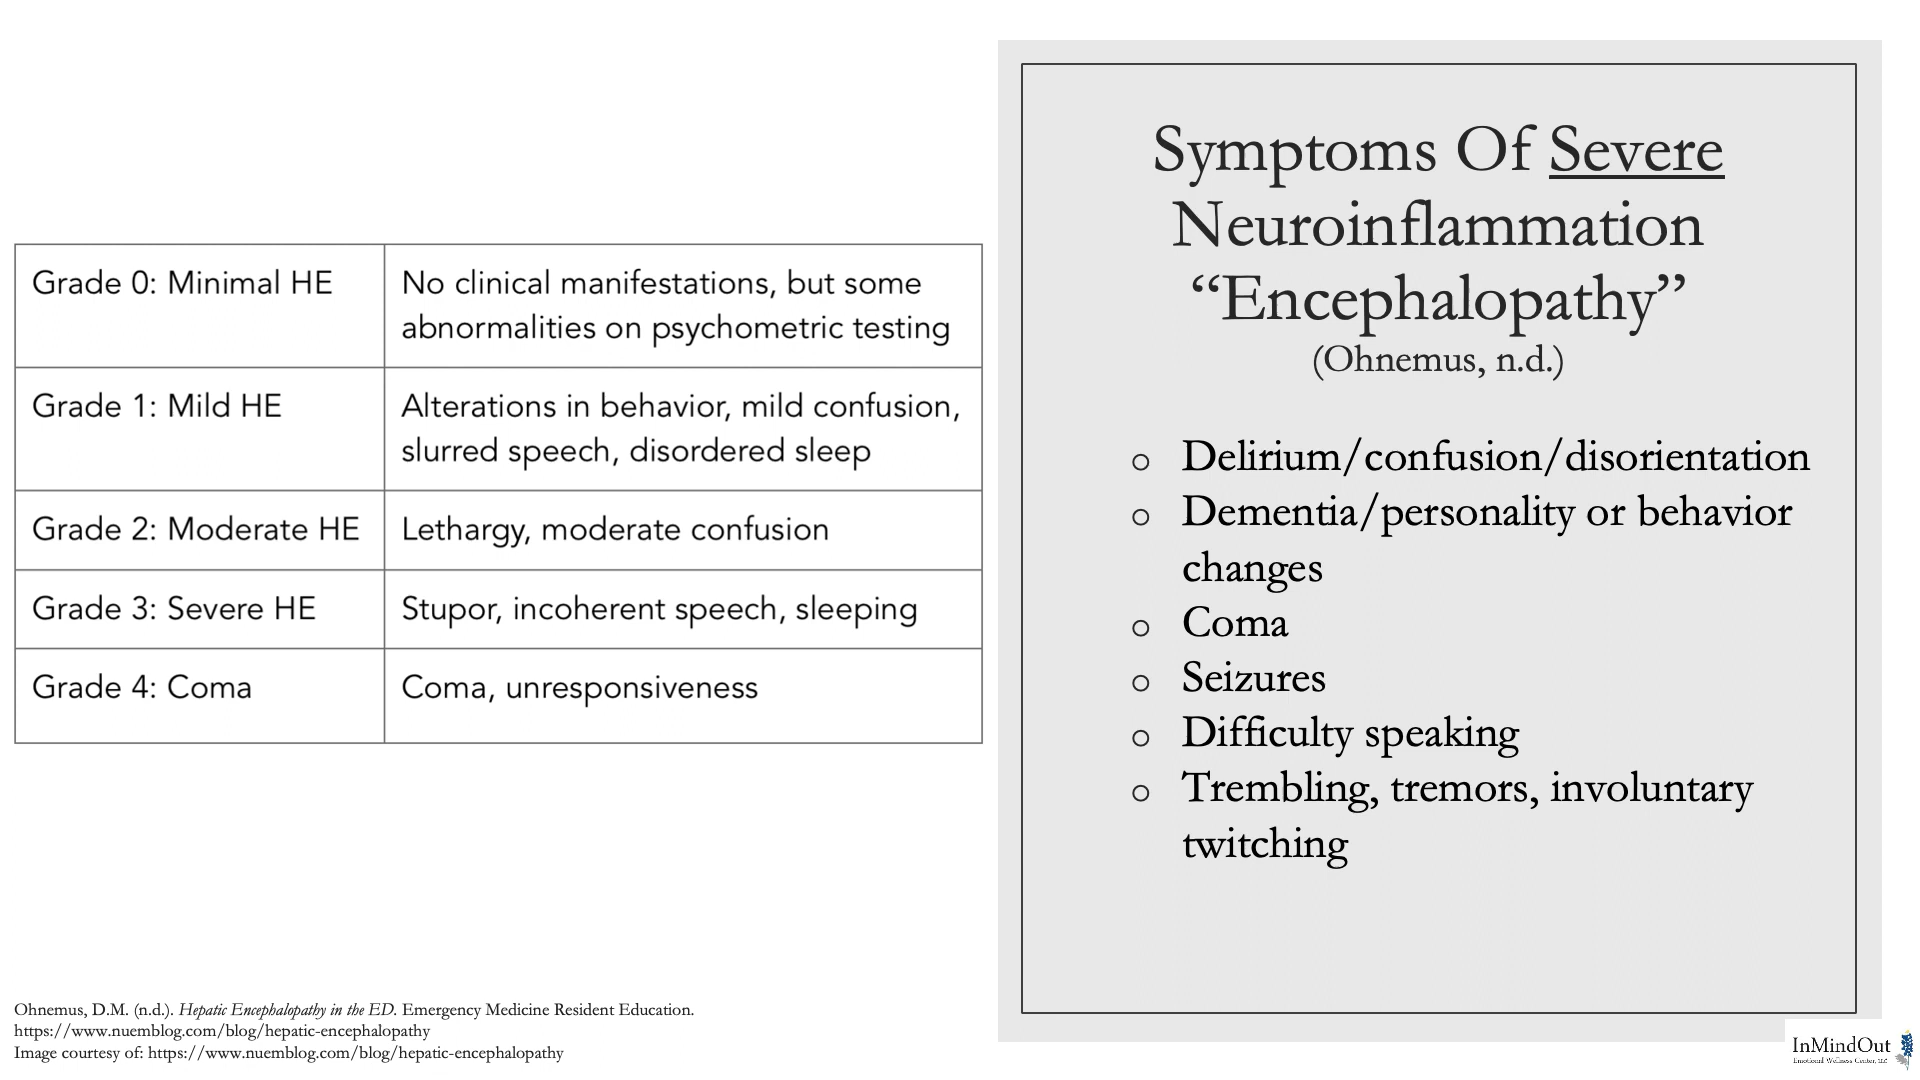 Grade 0: Minimal HE
No clinical manifestations, but some
abnormalities on psychometric testing
Grade 1: Mild HE
Alterations in behavior, mild confusion,
slurred speech, disordered sleep
Grade 2: Moderate HE
Lethargy, moderate confusion
Grade 3: Severe HE
Stupor, incoherent speech, sleeping
Grade 4: Coma
Coma, unresponsiveness
Symptoms Of Severe
Neuroinflammation
“Encephalopathy”
(Ohnemus, n.d.)
Delirium/confusion/disorientation
Dementia/personality or behavior
changes
Coma
Seizures
Difficulty speaking
Trembling, tremors, involuntary
twitching
Ohnemus, D.M. (n.d.). Hepatic Encephalopathy in the ED. Emergency Medicine Resident Education.
https://www.nuemblog.com/blog/hepatic-encephalopathy
Image courtesy of: https://www.nuemblog.com/blog/hepatic-encephalopathy
InMindOut
Emotional Wellness Center, LLC